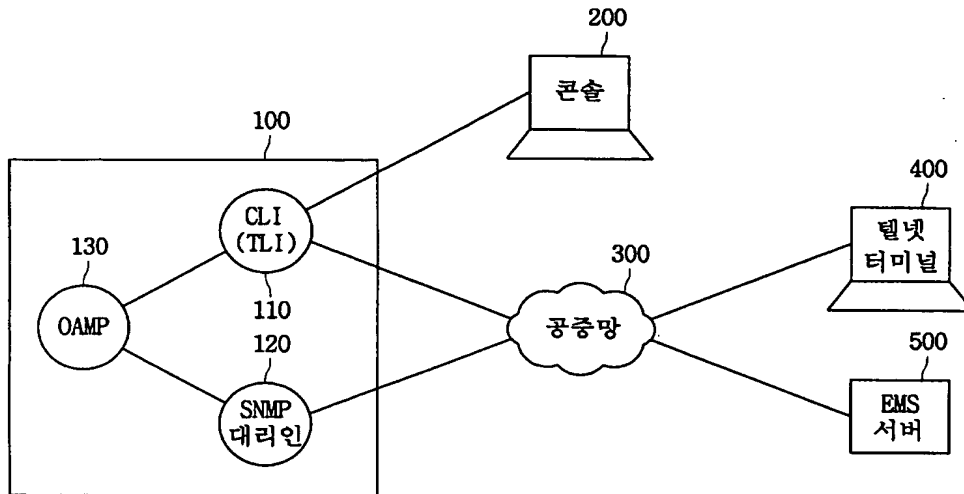 200
콘솔
100
CLI
(TLI)
110
130
OAMP
120
SNMP
대리인
300
공중망
400
텔넷
터미널
500
EMS
서버